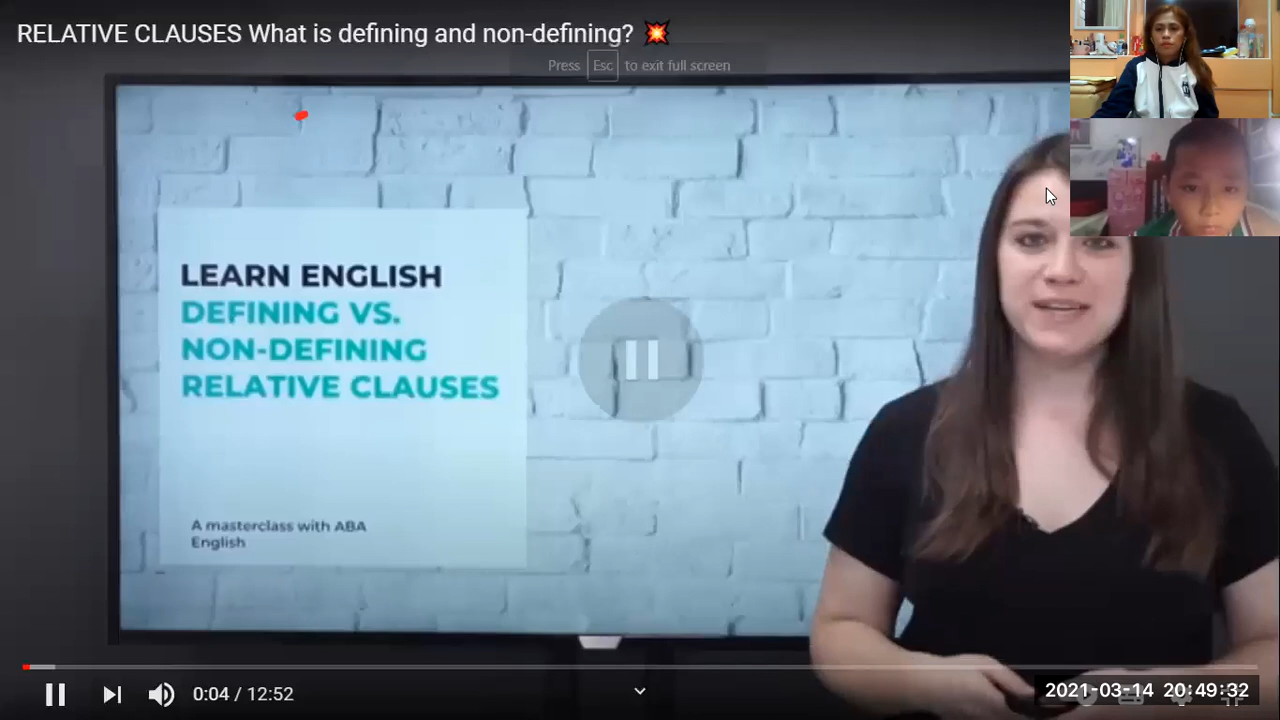 RELATIVE CLAUSES What is defining and non-defining? 💥
Press Esc to exit full screen
LEARN ENGLISH
DEFINING VS.
NON-DEFINING
RELATIVE CLAUSES
A masterclass with ABA
English
0:04 / 12:52
2021-03-14 20:49:32